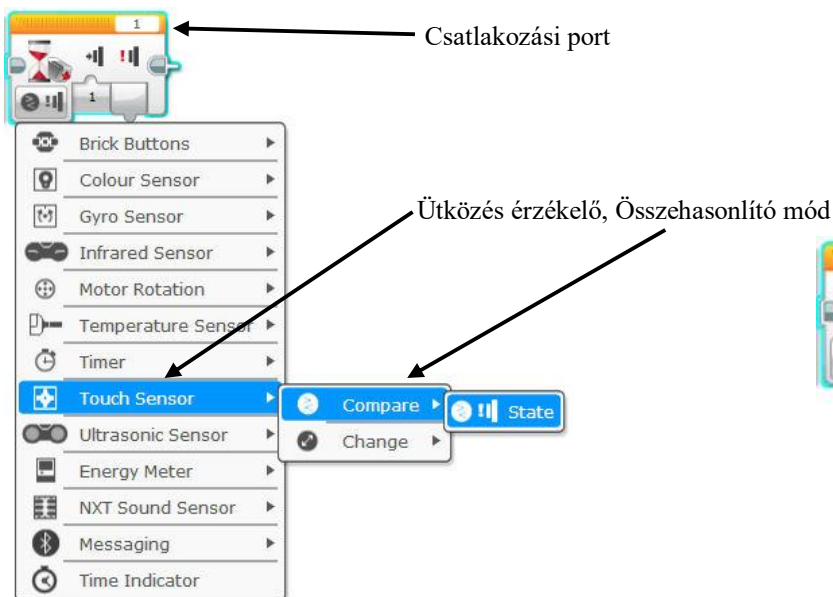 1
Csatlakozási port
1
Brick Buttons
Colour Sensor
Gyro Sensor
Ütközés érzékelő, Összehasonlító mód
Infrared Sensor
Motor Rotation
Temperature Sensor
Timer
Touch Sensor
Compare
State
Ultrasonic Sensor
Change
Energy Meter
NXT Sound Sensor
Messaging
Time Indicator